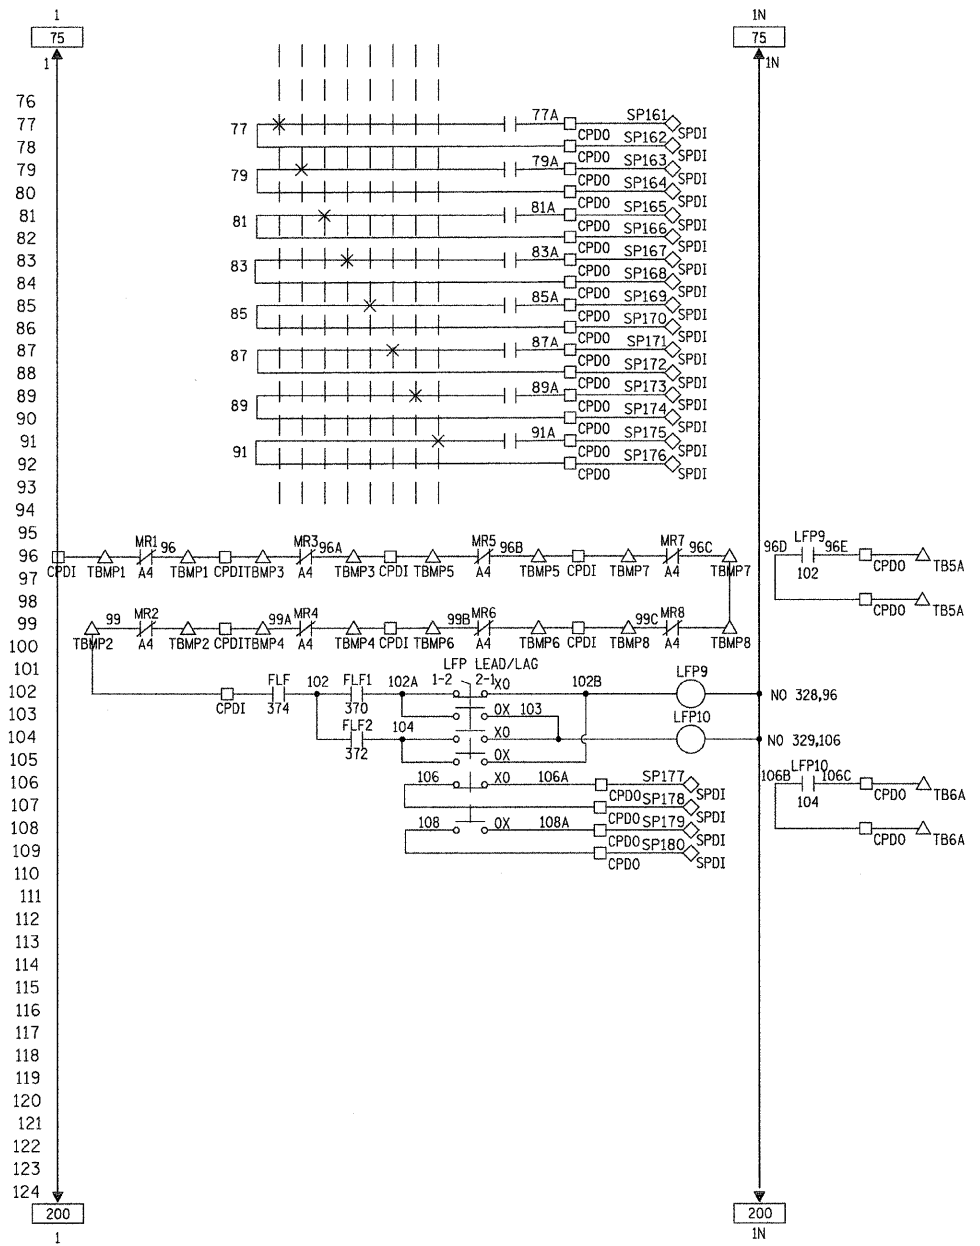 1 1N
75 75
1 1N
76
77 77 77A SP161 SPDI
78 CPDO SP162 SPDI
79 79 79A CPDO SP163 SPDI
80 CPDO SP164 SPDI
81 81 81A CPDO SP165 SPDI
82 CPDO SP166 SPDI
83 83 83A CPDO SP167 SPDI
84 CPDO SP168 SPDI
85 85 85A CPDO SP169 SPDI
86 CPDO SP170 SPDI
87 87 87A CPDO SP171 SPDI
88 CPDO SP172 SPDI
89 89 89A CPDO SP173 SPDI
90 CPDO SP174 SPDI
91 91 91A CPDO SP175 SPDI
92 CPDO SP176 SPDI
93 CPDO
94
95 MR1 MR3 MR5 MR7 LFP9
96 96 96A 96B 96C 96D 96E
CPDI TBMP1 A4 TBMP1 CPDI TBMP3 A4 TBMP3 CPDI TBMP5 A4 TBMP5 CPDI TBMP7 A4 TBMP7 102 CPDO TB5A
97
98 MR2 MR4 MR6 MR8
99 99 99A 99B 99C CPDO TB5A
100 TBMP2 A4 TBMP2 CPDI TBMP4 A4 TBMP4 CPDI TBMP6 A4 TBMP6 CPDI TBMP8 A4 TBMP8
101 LFP LEAD/LAG
FLF 102 FLF1 102A 1-2 2-1 XO 102B LFP9
102 NO 328,96
CPDI 374 370
103 OX 103 LFP10
FLF2 104 XO
104 NO 329,106
372
105 OX
106 106 XO 106A SP177 106B LFP10 106C
107 CPDO SP178 SPDI 104 CPDO TB6A
108 108 OX 108A CPDO SP179 SPDI
109 CPDO SP180 SPDI CPDO TB6A
CPDO SPDI
110
111
112
113
114
115
116
117
118
119
120
121
122
123
124
200 200
1 1N